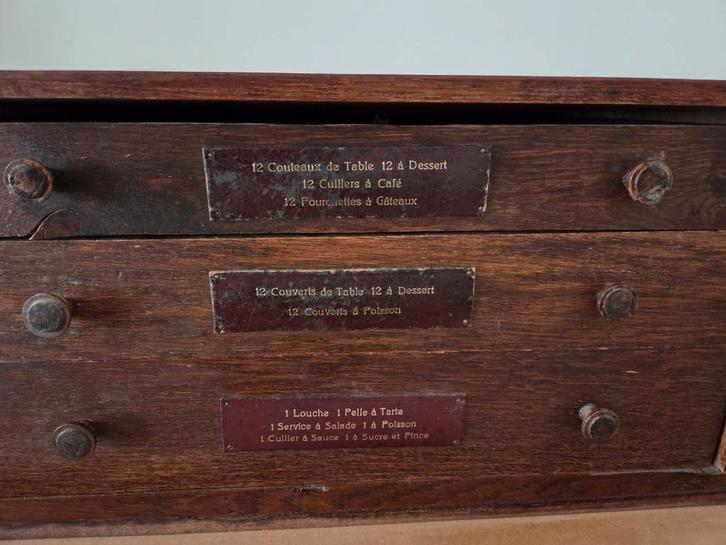 12 Couteaux de Table 12 à Dessert
12 Cuillers à Café
12 Fourchettes à Gâteaux
12 Couverts de Table 12 à Dessert
12 Couverts à Poisson
1 Louche 1 Pelle à Tarte
1 Service à Salade 1 à Poisson
1 Cuiller à Sauce 1 à Sucre et Pince